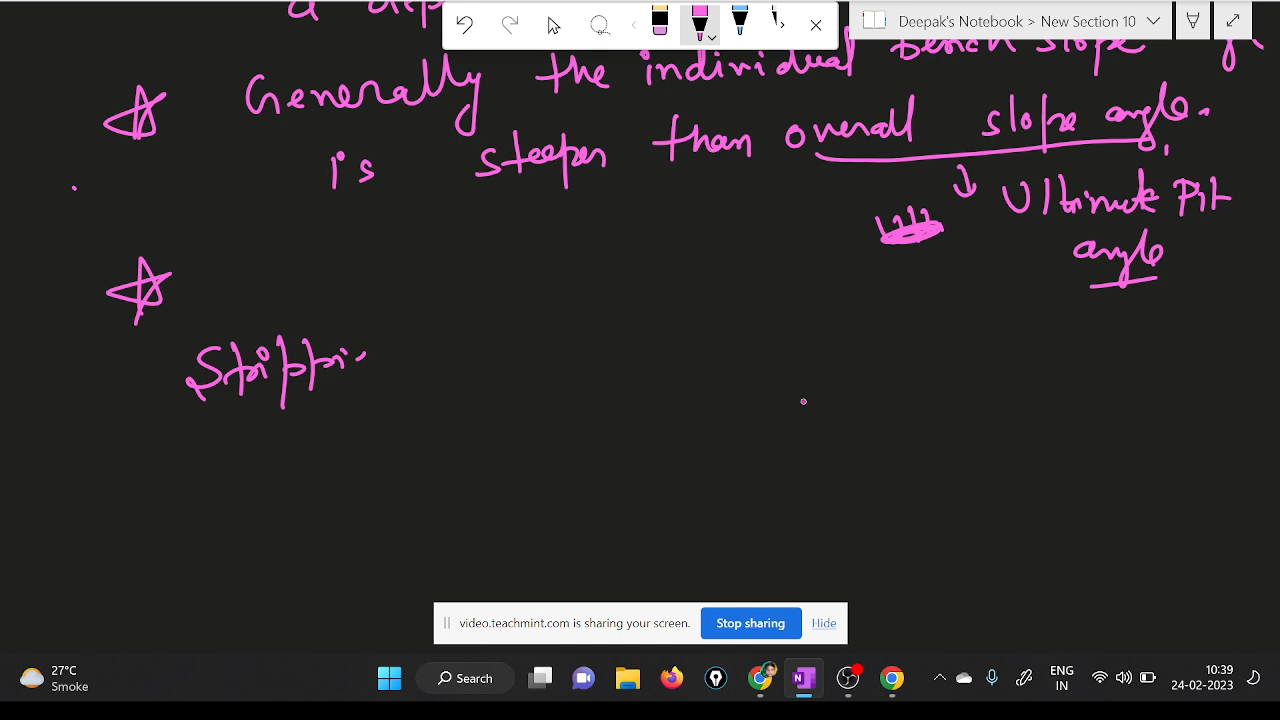 Deepak's Notebook > New Section 10
a
Generally the individual bench slope
is steeper than overall slope angle.
↓ Ultimate Pit
angle
Strippi
video.teachmint.com is sharing your screen. Stop sharing Hide
27°C
Smoke
Search
ENG
IN
10:39
24-02-2023